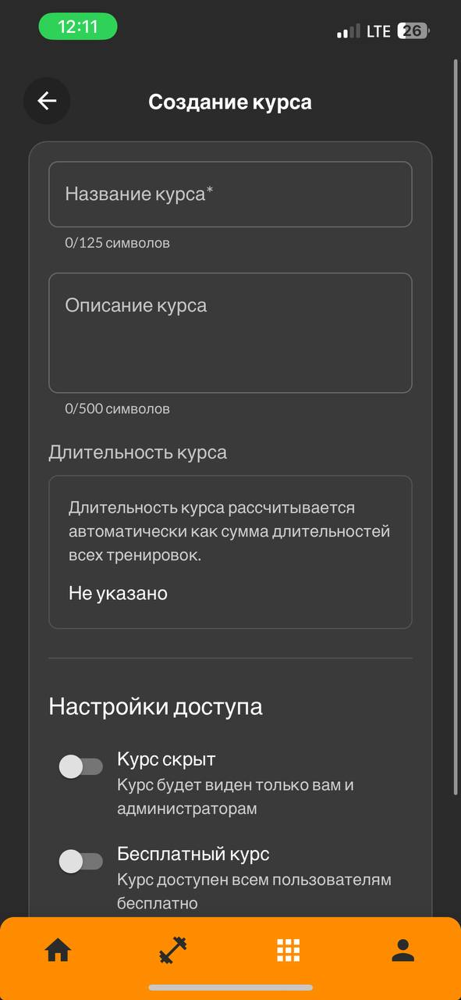 12:11
LTE 26
Создание курса
Название курса*
0/125 символов
Описание курса
0/500 символов
Длительность курса
Длительность курса рассчитывается
автоматически как сумма длительностей
всех тренировок.
Не указано
Настройки доступа
Курс скрыт
Курс будет виден только вам и
администраторам
Бесплатный курс
Курс доступен всем пользователям
бесплатно